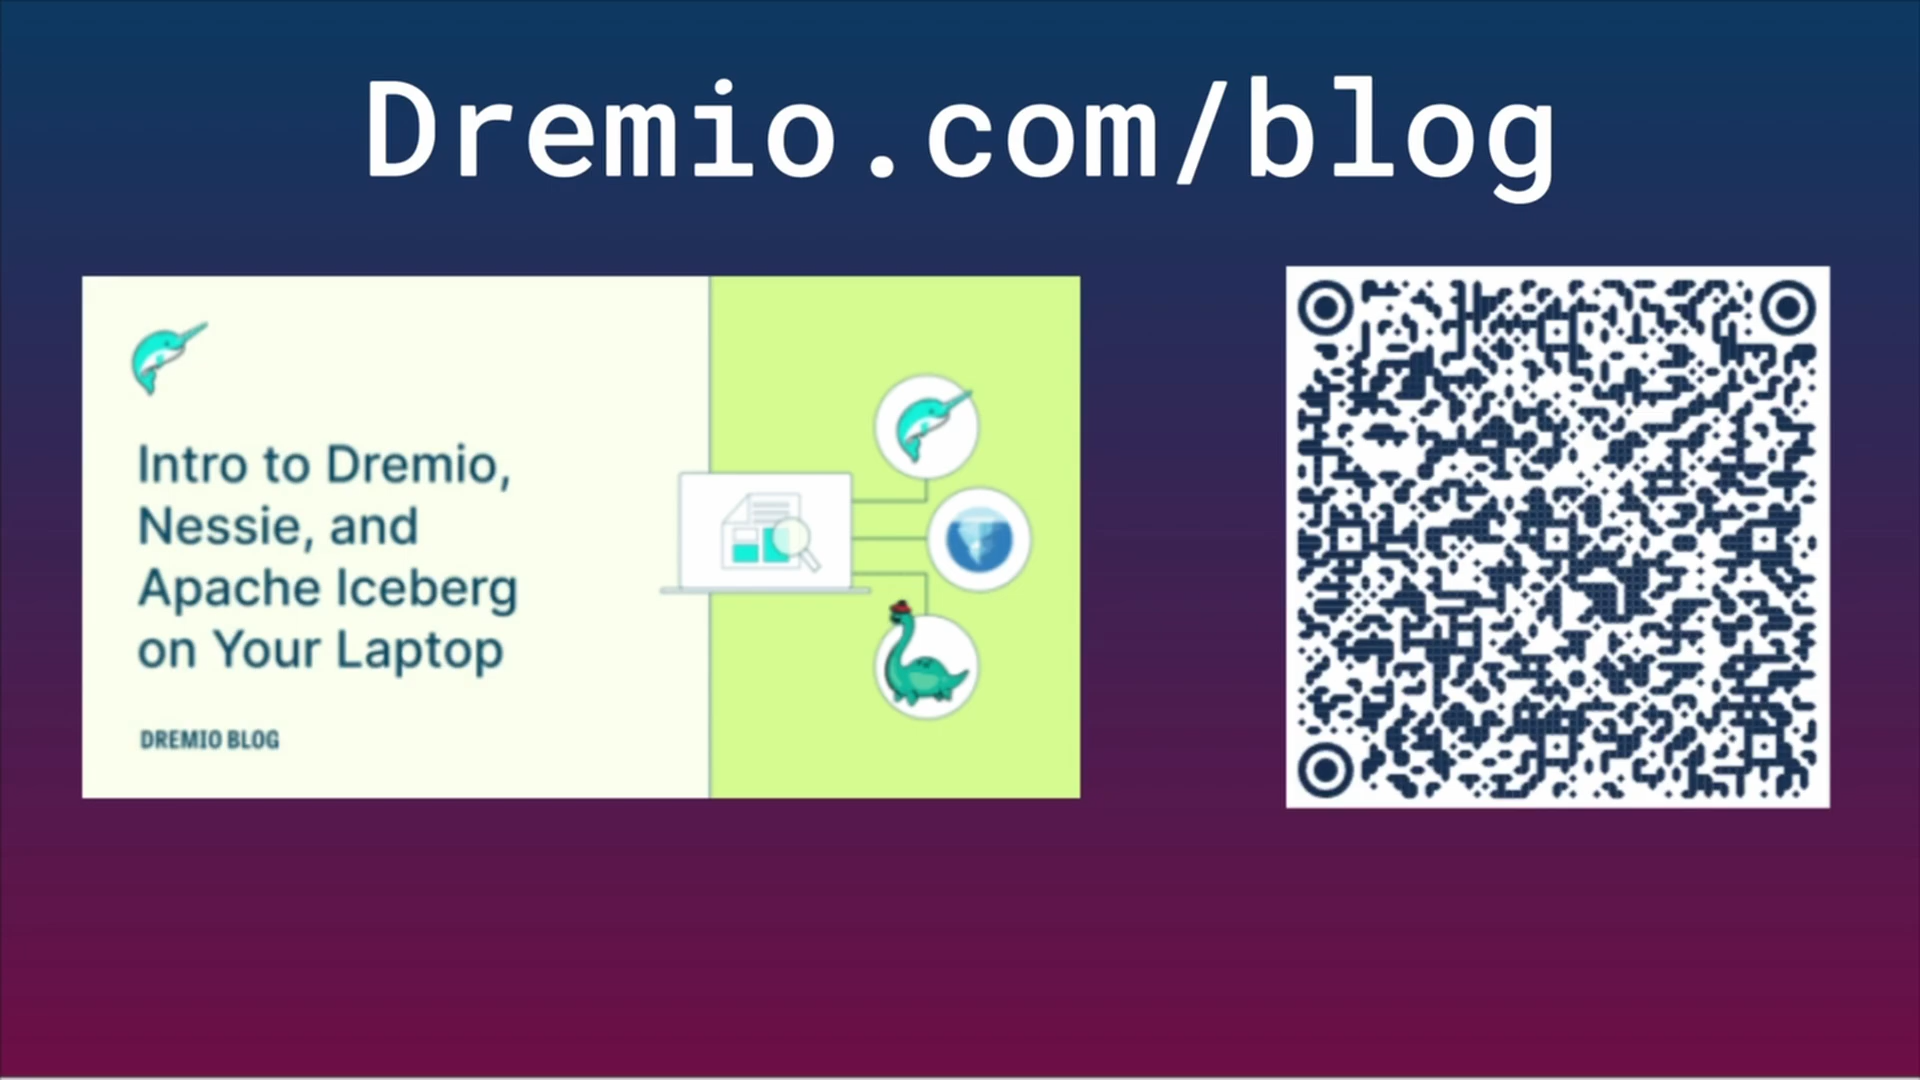 Dremio.com/blog
Intro to Dremio,
Nessie, and
Apache Iceberg
on Your Laptop
DREMIO BLOG